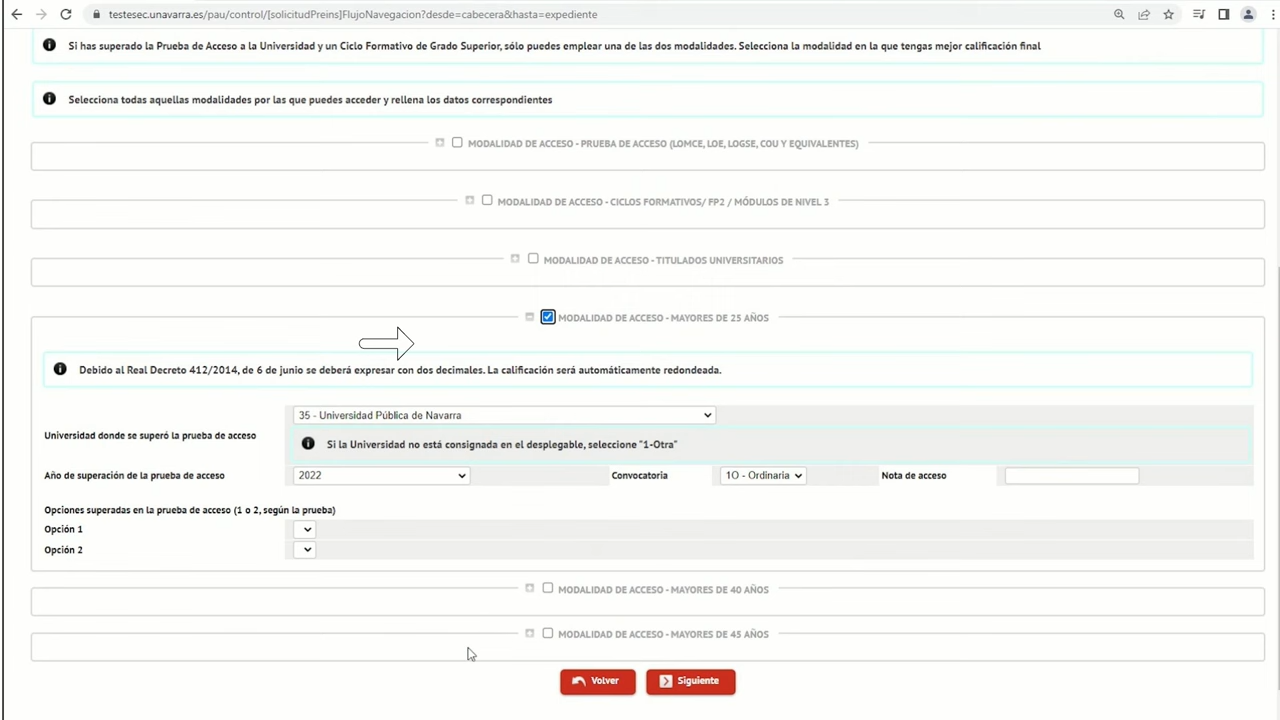 testesec.unavarra.es/pau/control/[solicitudPreins]FlujoNavegacion?desde=cabecera&hasta=expediente
Si has superado la Prueba de Acceso a la Universidad y un Ciclo Formativo de Grado Superior, sólo puedes emplear una de las dos modalidades. Selecciona la modalidad en la que tengas mejor calificación final
Selecciona todas aquellas modalidades por las que puedes acceder y rellena los datos correspondientes
MODALIDAD DE ACCESO - PRUEBA DE ACCESO (LOMCE, LOE, LOGSE, COU Y EQUIVALENTES)
MODALIDAD DE ACCESO - CICLOS FORMATIVOS/ FP2 / MÓDULOS DE NIVEL 3
MODALIDAD DE ACCESO - TITULADOS UNIVERSITARIOS
MODALIDAD DE ACCESO - MAYORES DE 25 AÑOS
Debido al Real Decreto 412/2014, de 6 de junio se deberá expresar con dos decimales. La calificación será automáticamente redondeada.
35 - Universidad Pública de Navarra
Universidad donde se superó la prueba de acceso
Si la Universidad no está consignada en el desplegable, seleccione "1-Otra"
Año de superación de la prueba de acceso 2022 Convocatoria 1O - Ordinaria Nota de acceso
Opciones superadas en la prueba de acceso (1 o 2, según la prueba)
Opción 1
Opción 2
MODALIDAD DE ACCESO - MAYORES DE 40 AÑOS
MODALIDAD DE ACCESO - MAYORES DE 45 AÑOS
Volver Siguiente